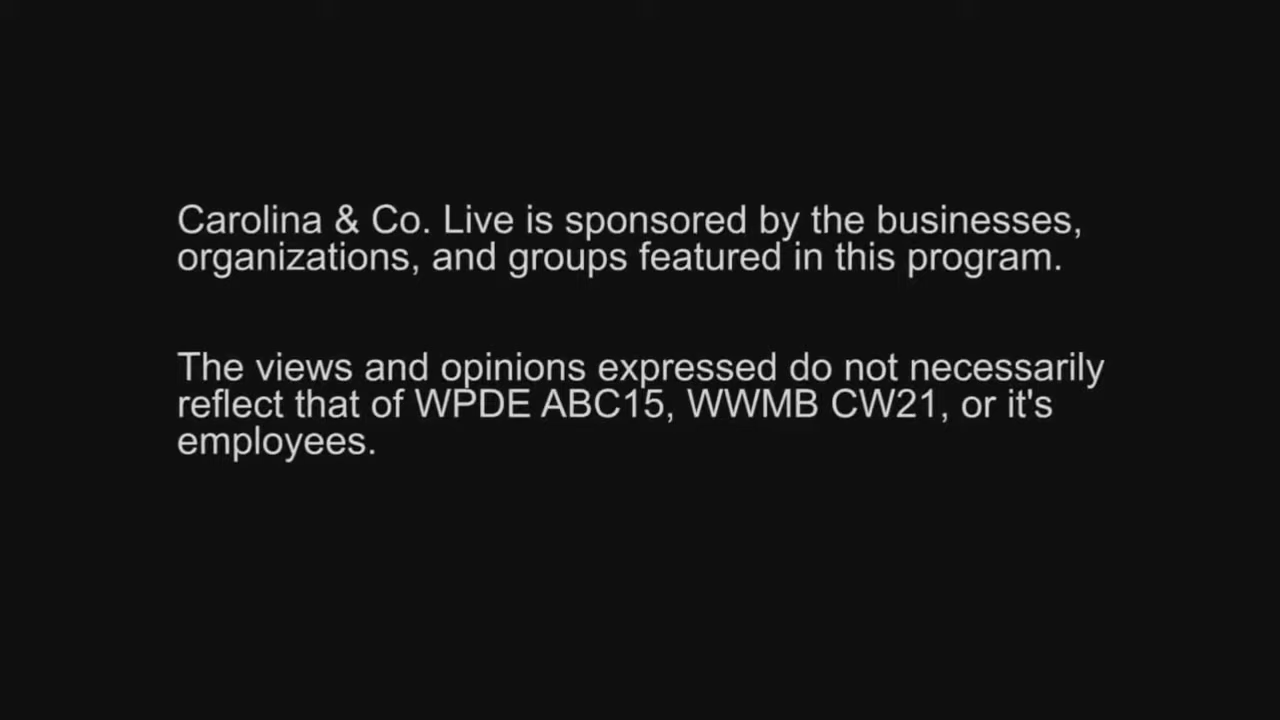 Carolina & Co. Live is sponsored by the businesses,
organizations, and groups featured in this program.
The views and opinions expressed do not necessarily
reflect that of WPDE ABC15, WWMB CW21, or it's
employees.